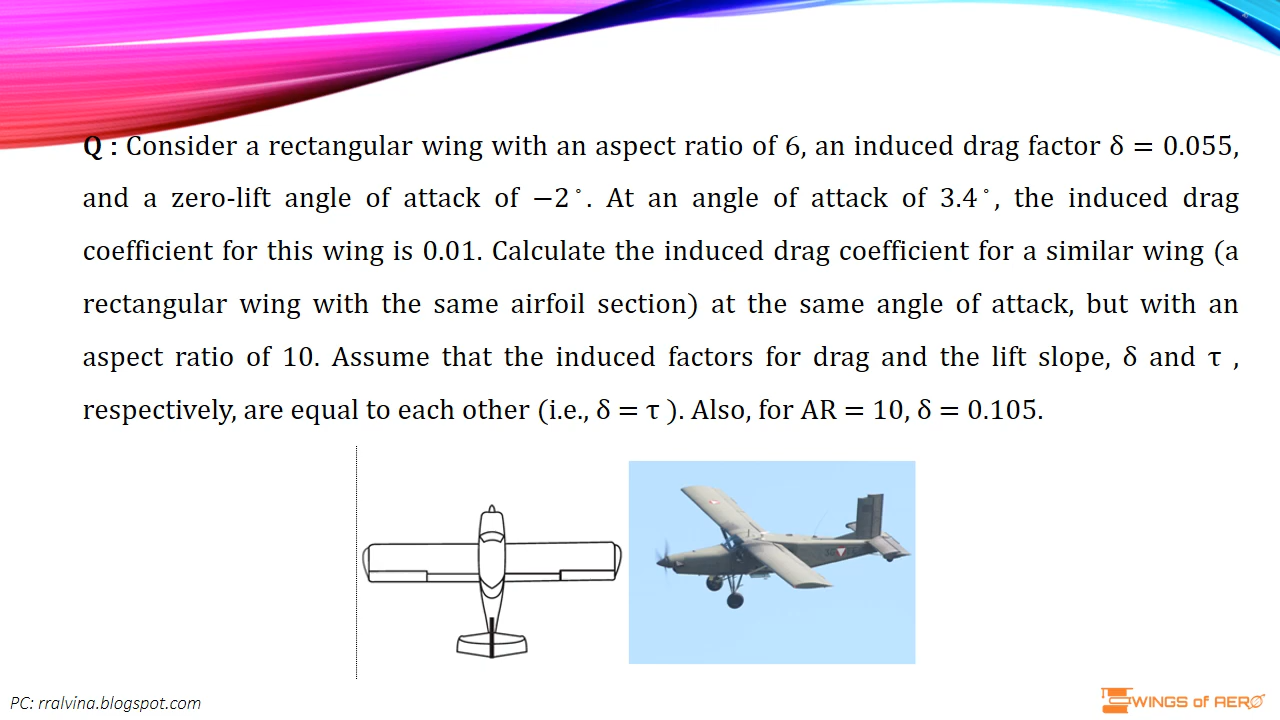 Q : Consider a rectangular wing with an aspect ratio of 6, an induced drag factor δ = 0.055,
and a zero-lift angle of attack of −2°. At an angle of attack of 3.4°, the induced drag
coefficient for this wing is 0.01. Calculate the induced drag coefficient for a similar wing (a
rectangular wing with the same airfoil section) at the same angle of attack, but with an
aspect ratio of 10. Assume that the induced factors for drag and the lift slope, δ and τ ,
respectively, are equal to each other (i.e., δ = τ ). Also, for AR = 10, δ = 0.105.
PC: rralvina.blogspot.com
WINGS of AERO